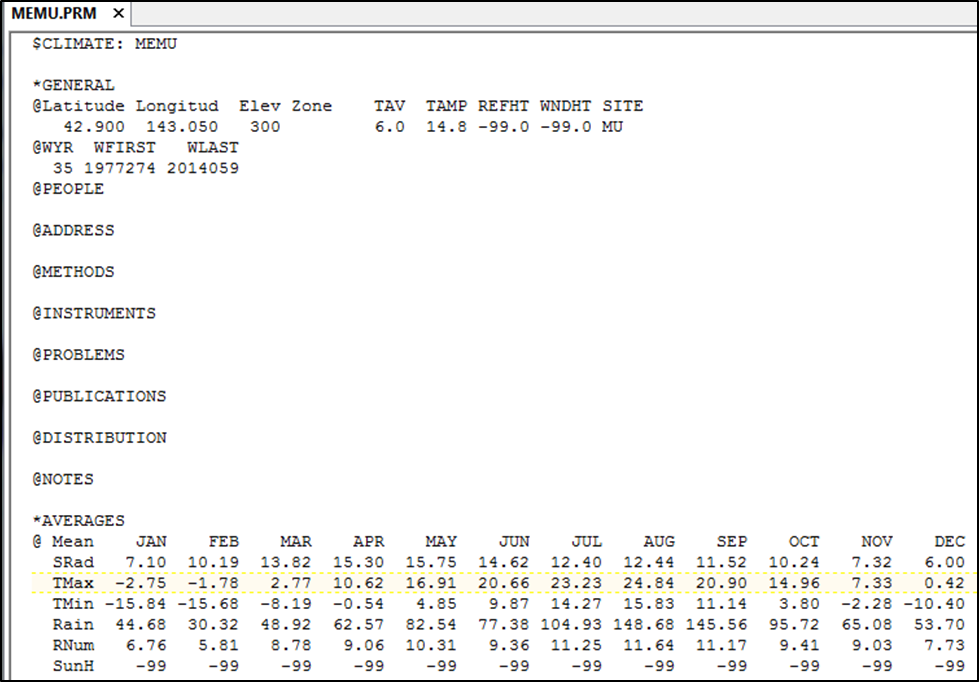 MEMU.PRM ×
$CLIMATE: MEMU
*GENERAL
@Latitude Longitud  Elev Zone    TAV  TAMP REFHT WNDHT SITE
   42.900  143.050   300         6.0  14.8 -99.0 -99.0 MU
@WYR  WFIRST   WLAST
  35 1977274 2014059
@PEOPLE
@ADDRESS
@METHODS
@INSTRUMENTS
@PROBLEMS
@PUBLICATIONS
@DISTRIBUTION
@NOTES
*AVERAGES
@ Mean    JAN    FEB    MAR    APR    MAY    JUN    JUL    AUG    SEP    OCT    NOV    DEC
  SRad   7.10  10.19  13.82  15.30  15.75  14.62  12.40  12.44  11.52  10.24   7.32   6.00
  TMax  -2.75  -1.78   2.77  10.62  16.91  20.66  23.23  24.84  20.90  14.96   7.33   0.42
  TMin -15.84 -15.68  -8.19  -0.54   4.85   9.87  14.27  15.83  11.14   3.80  -2.28 -10.40
  Rain  44.68  30.32  48.92  62.57  82.54  77.38 104.93 148.68 145.56  95.72  65.08  53.70
  RNum   6.76   5.81   8.78   9.06  10.31   9.36  11.25  11.64  11.17   9.41   9.03   7.73
  SunH    -99    -99    -99    -99    -99    -99    -99    -99    -99    -99    -99    -99